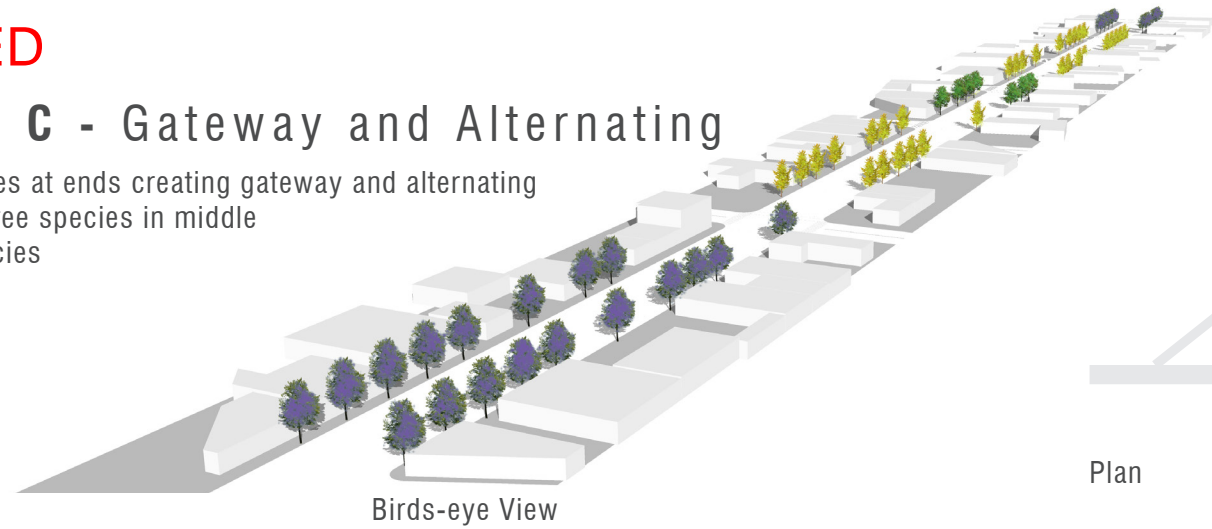 ED
C - Gateway and Alternating
es at ends creating gateway and alternating
ree species in middle
cies
Birds-eye View
Plan